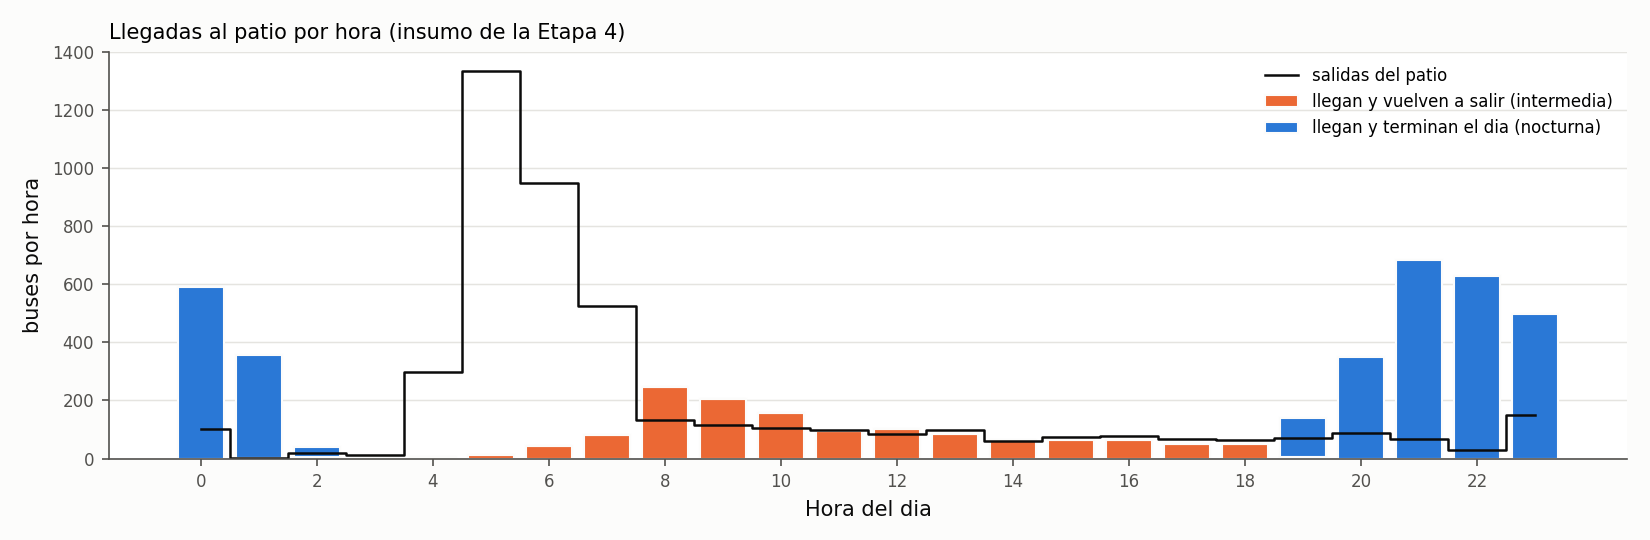 Llegadas al patio por hora (insumo de la Etapa 4)
1400
1200
1000
800
600
400
200
0
buses por hora
salidas del patio
llegan y vuelven a salir (intermedia)
llegan y terminan el dia (nocturna)
0 2 4 6 8 10 12 14 16 18 20 22
Hora del dia